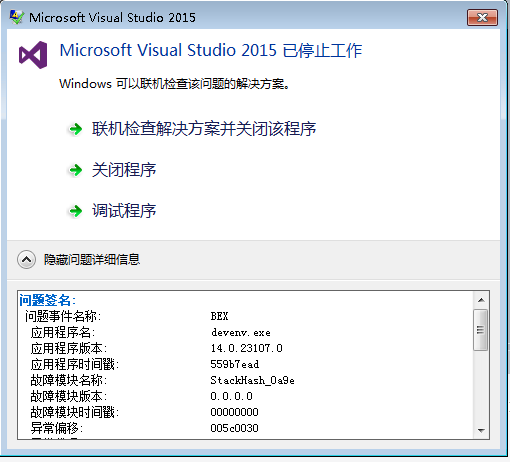 Microsoft Visual Studio 2015
Microsoft Visual Studio 2015 已停止工作
Windows 可以联机检查该问题的解决方案。
联机检查解决方案并关闭该程序
关闭程序
调试程序
隐藏问题详细信息
问题签名:
问题事件名称: BEX
应用程序名: devenv.exe
应用程序版本: 14.0.23107.0
应用程序时间戳: 559b7ead
故障模块名称: StackHash_0a9e
故障模块版本: 0.0.0.0
故障模块时间戳: 00000000
异常偏移: 005c0030